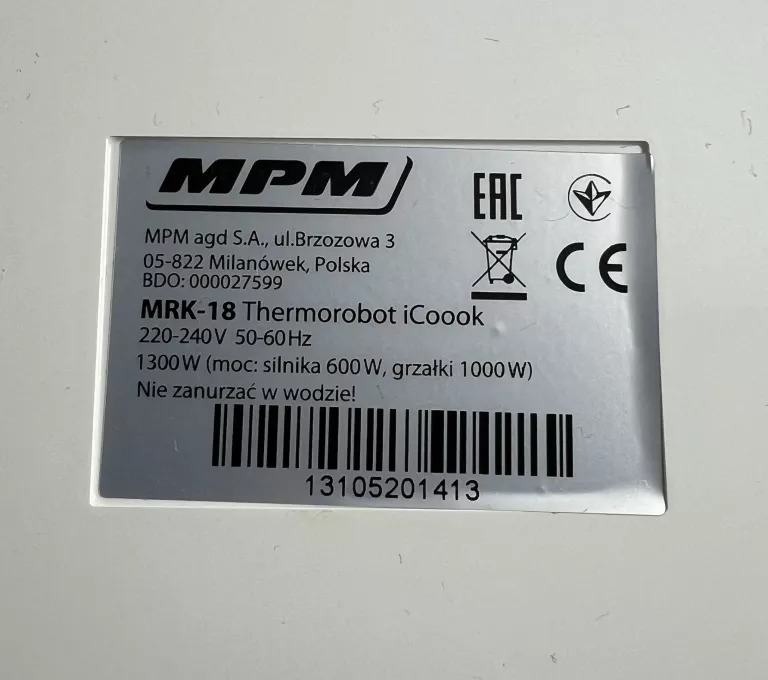 MPM
EAC
MPM agd S.A., ul.Brzozowa 3
05-822 Milanówek, Polska
BDO: 000027599
CE
MRK-18 Thermorobot iCoook
220-240V 50-60Hz
1300W (moc: silnika 600W, grzałki 1000W)
Nie zanurzać w wodzie!
13105201413